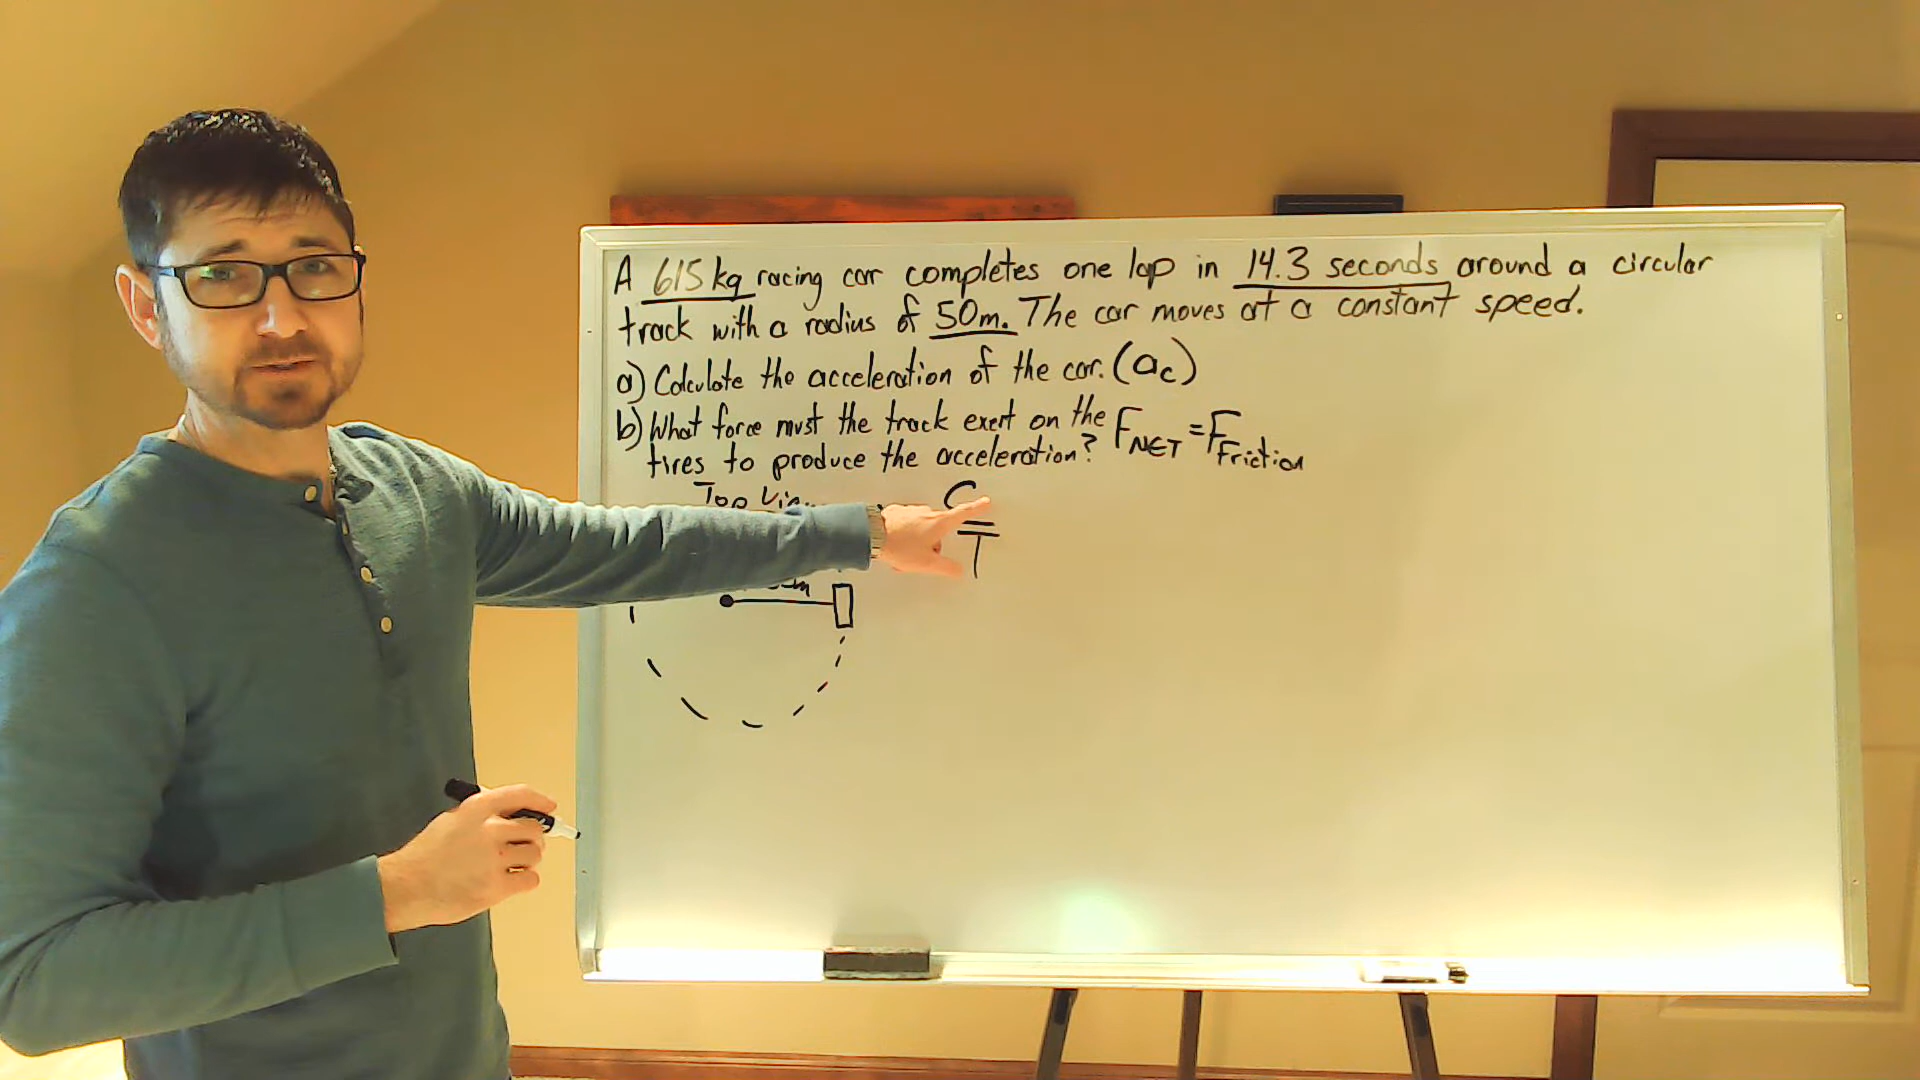 A 615 kg racing car completes one lap in 14.3 seconds around a circular
track with a radius of 50m. The car moves at a constant speed.
a) Calculate the acceleration of the car. (ac)
b) What force must the track exert on the
tires to produce the acceleration? FNET = FFriction
Top
C
T